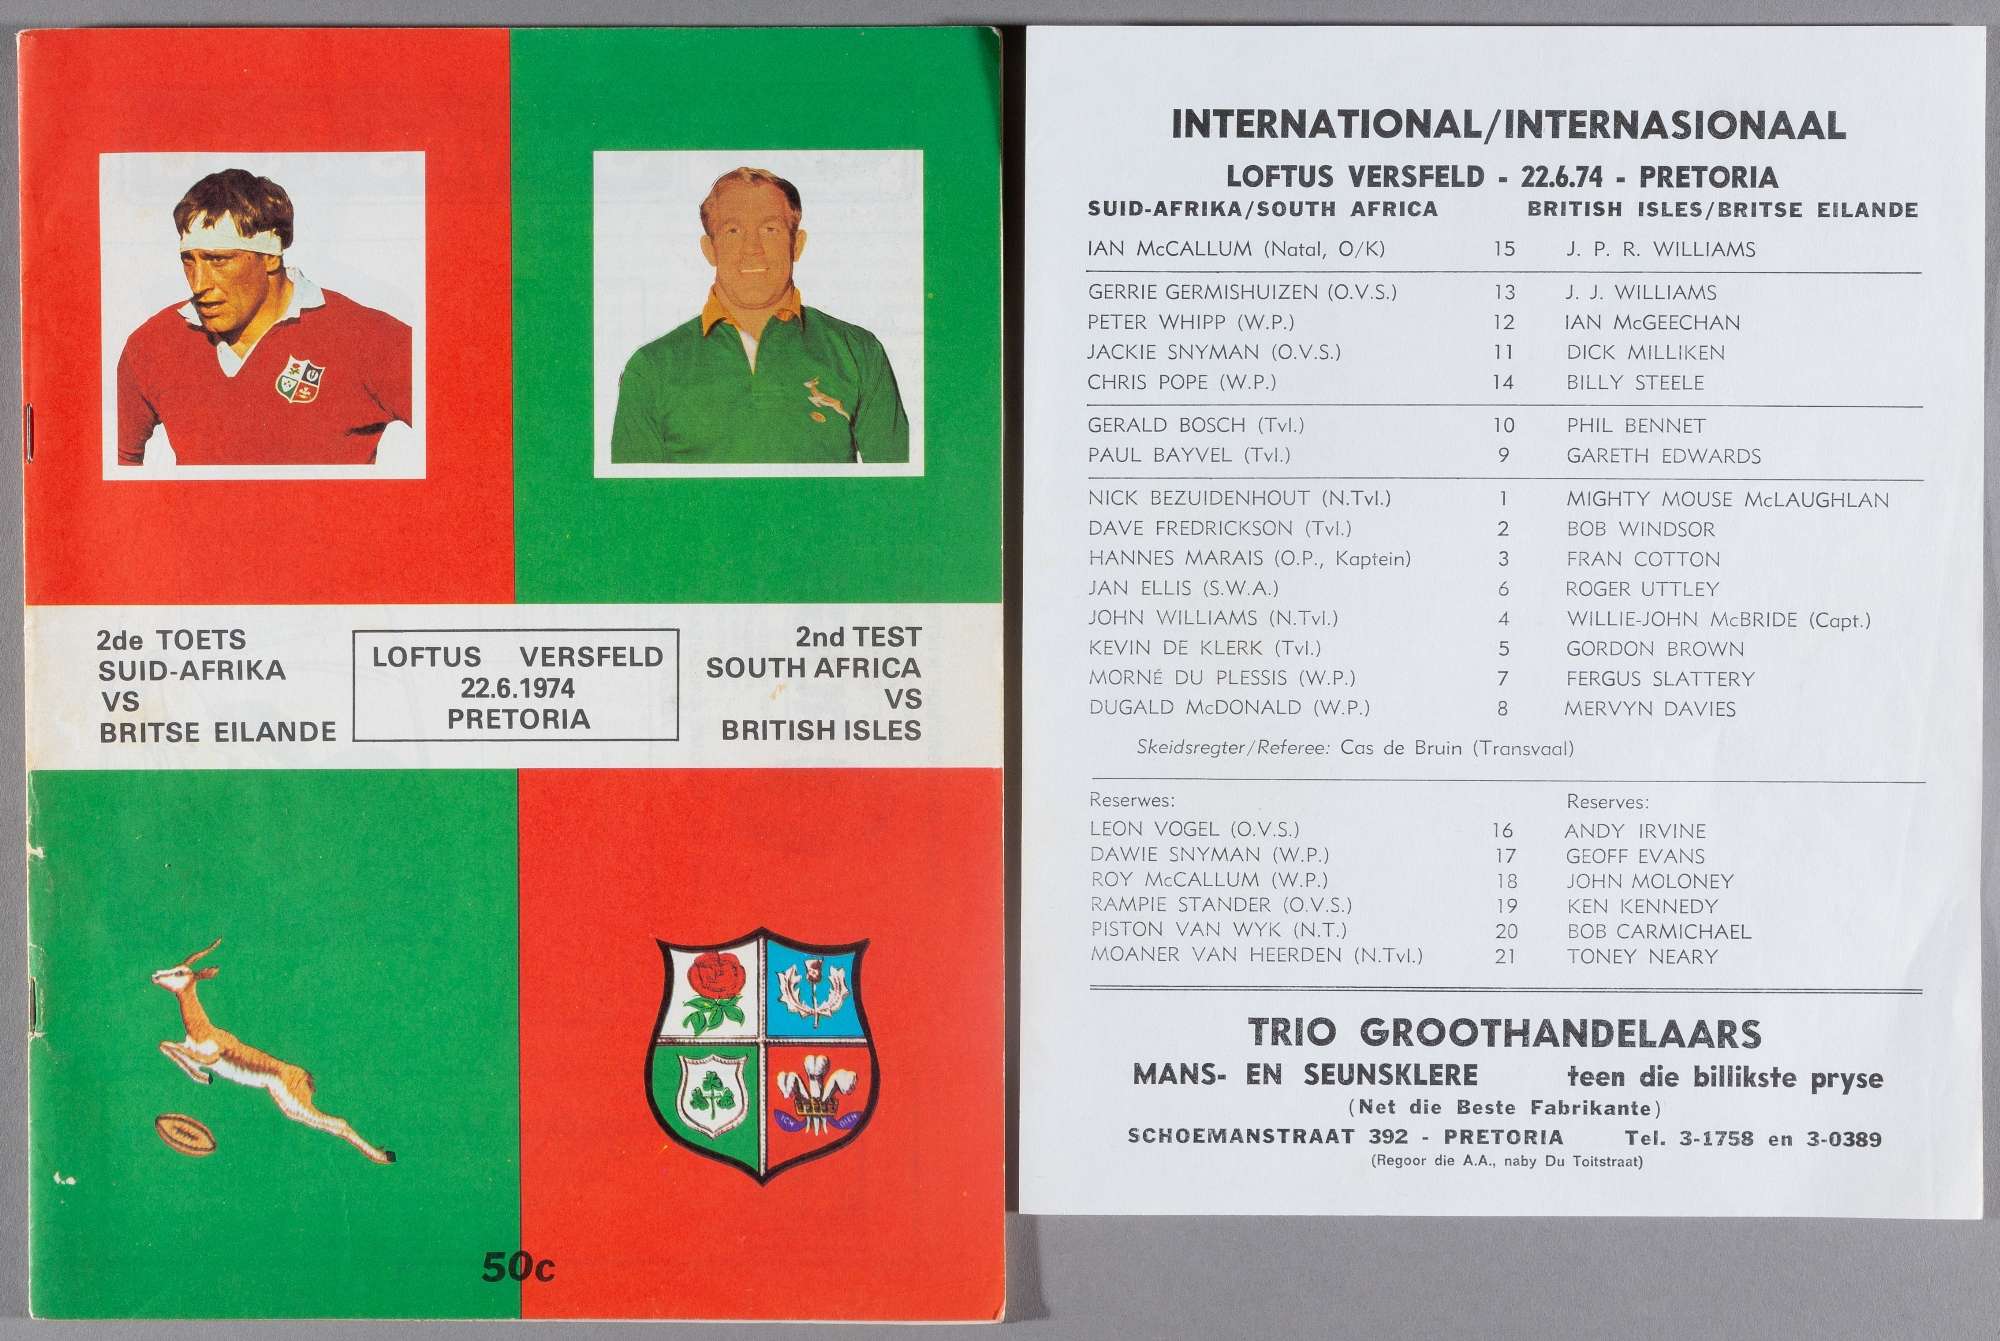 2de TOETS
SUID-AFRIKA
VS
BRITSE EILANDE
LOFTUS VERSFELD
22.6.1974
PRETORIA
2nd TEST
SOUTH AFRICA
VS
BRITISH ISLES
ICH DIEN
50c
INTERNATIONAL/INTERNASIONAAL
LOFTUS VERSFELD - 22.6.74 - PRETORIA
SUID-AFRIKA/SOUTH AFRICA BRITISH ISLES/BRITSE EILANDE
IAN McCALLUM (Natal, O/K) 15 J. P. R. WILLIAMS
GERRIE GERMISHUIZEN (O.V.S.) 13 J. J. WILLIAMS
PETER WHIPP (W.P.) 12 IAN McGEECHAN
JACKIE SNYMAN (O.V.S.) 11 DICK MILLIKEN
CHRIS POPE (W.P.) 14 BILLY STEELE
GERALD BOSCH (Tvl.) 10 PHIL BENNET
PAUL BAYVEL (Tvl.) 9 GARETH EDWARDS
NICK BEZUIDENHOUT (N.Tvl.) 1 MIGHTY MOUSE McLAUGHLAN
DAVE FREDRICKSON (Tvl.) 2 BOB WINDSOR
HANNES MARAIS (O.P., Kaptein) 3 FRAN COTTON
JAN ELLIS (S.W.A.) 6 ROGER UTTLEY
JOHN WILLIAMS (N.Tvl.) 4 WILLIE-JOHN McBRIDE (Capt.)
KEVIN DE KLERK (Tvl.) 5 GORDON BROWN
MORNÉ DU PLESSIS (W.P.) 7 FERGUS SLATTERY
DUGALD McDONALD (W.P.) 8 MERVYN DAVIES
Skeidsregter/Referee: Cas de Bruin (Transvaal)
Reserwes: Reserves:
LEON VOGEL (O.V.S.) 16 ANDY IRVINE
DAWIE SNYMAN (W.P.) 17 GEOFF EVANS
ROY McCALLUM (W.P.) 18 JOHN MOLONEY
RAMPIE STANDER (O.V.S.) 19 KEN KENNEDY
PISTON VAN WYK (N.T.) 20 BOB CARMICHAEL
MOANER VAN HEERDEN (N.Tvl.) 21 TONEY NEARY
TRIO GROOTHANDELAARS
MANS- EN SEUNSKLERE teen die billikste pryse
(Net die Beste Fabrikante)
SCHOEMANSTRAAT 392 - PRETORIA Tel. 3-1758 en 3-0389
(Regoor die A.A., naby Du Toitstraat)